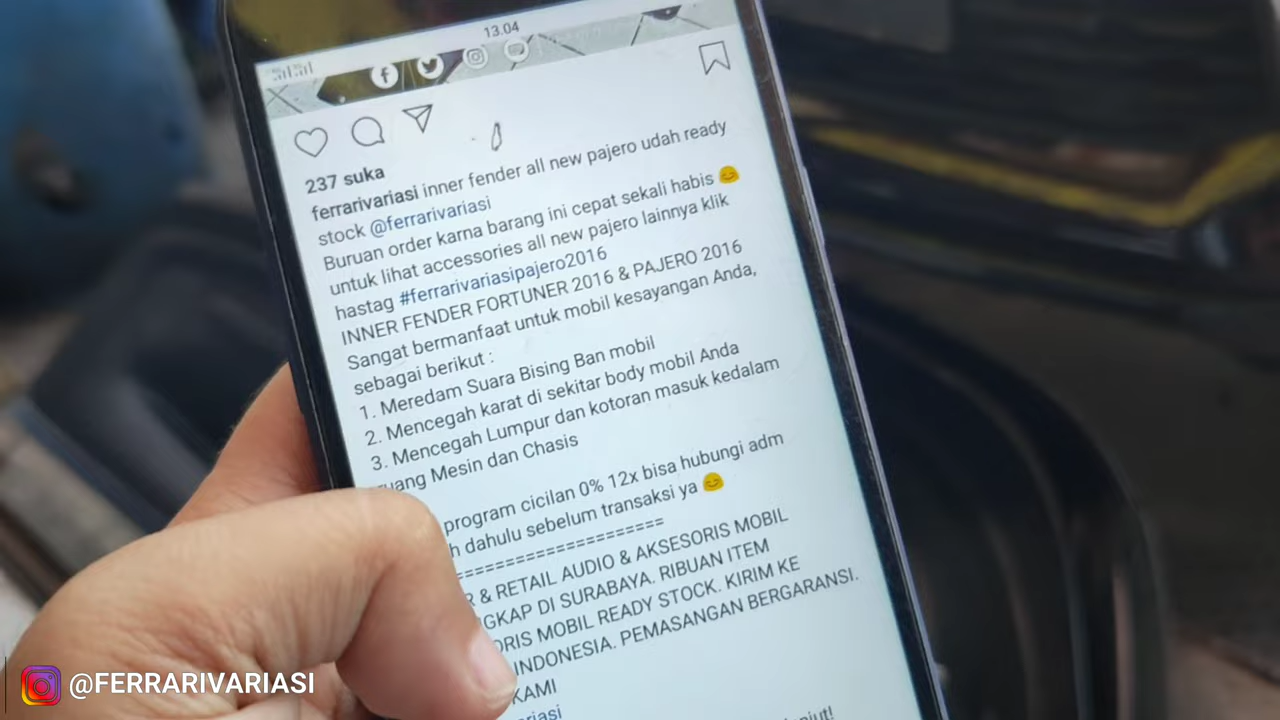 13.04
237 suka
ferrarivariasi inner fender all new pajero udah ready
stock @ferrarivariasi
Buruan order karna barang ini cepat sekali habis 😊
untuk lihat accessories all new pajero lainnya klik
hastag #ferrarivariasipajero2016
INNER FENDER FORTUNER 2016 & PAJERO 2016
Sangat bermanfaat untuk mobil kesayangan Anda,
sebagai berikut :
1. Meredam Suara Bising Ban mobil
2. Mencegah karat di sekitar body mobil Anda
3. Mencegah Lumpur dan kotoran masuk kedalam
uang Mesin dan Chasis
program cicilan 0% 12x bisa hubungi adm
h dahulu sebelum transaksi ya 😊
====================
R & RETAIL AUDIO & AKSESORIS MOBIL
GKAP DI SURABAYA. RIBUAN ITEM
ORIS MOBIL READY STOCK. KIRIM KE
INDONESIA. PEMASANGAN BERGARANSI.
KAMI
ariasi
@FERRARIVARIASI